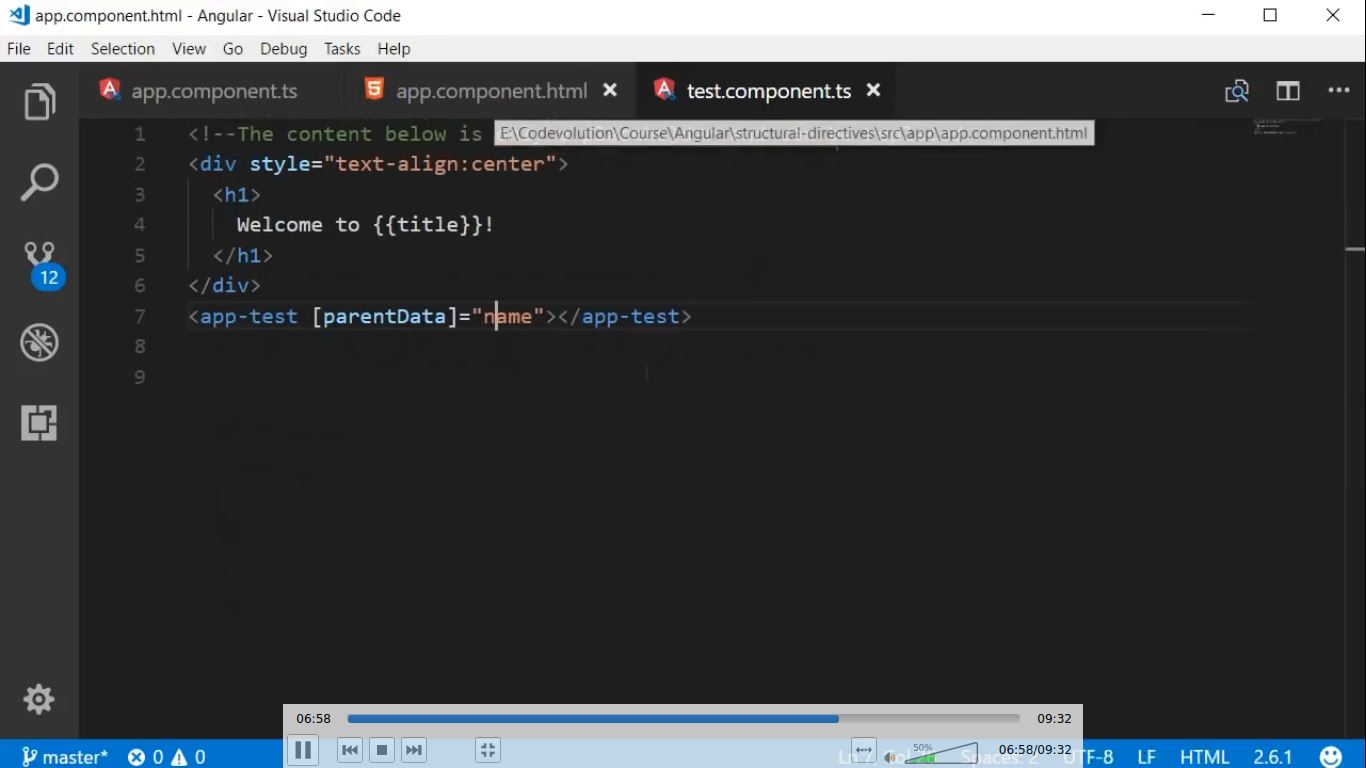 app.component.html - Angular - Visual Studio Code
File Edit Selection View Go Debug Tasks Help
app.component.ts app.component.html test.component.ts
1 <!--The content below is
E:\Codevolution\Course\Angular\structural-directives\src\app\app.component.html
2 <div style="text-align:center">
3 <h1>
4 Welcome to {{title}}!
5 </h1>
6 </div>
7 <app-test [parentData]="name"></app-test>
8
9
12
06:58 09:32
50% 06:58/09:32
master* 0 0 Ln 7, Spaces: 2 UTF-8 LF HTML 2.6.1